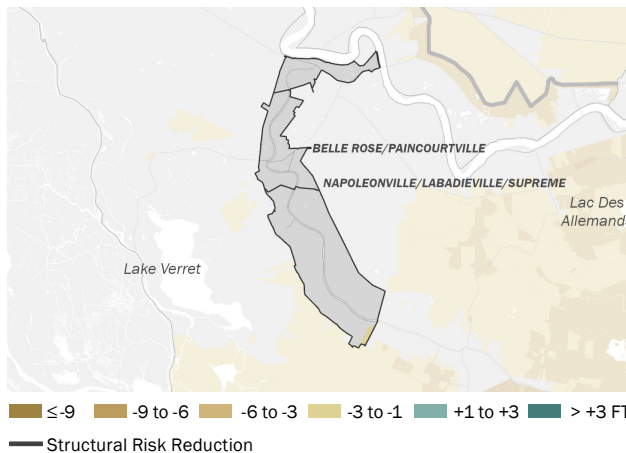 BELLE ROSE/PAINCOURTVILLE
NAPOLEONVILLE/LABADIEVILLE/SUPREME
Lac Des
Allemands
Lake Verret
≤ -9 -9 to -6 -6 to -3 -3 to -1 +1 to +3 > +3 FT
Structural Risk Reduction